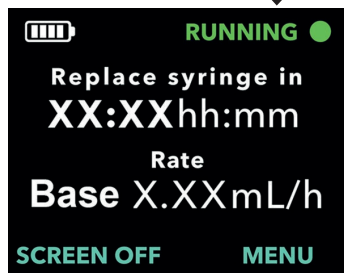 RUNNING
Replace syringe in
XX:XXhh:mm
Rate
Base X.XXmL/h
SCREEN OFF MENU